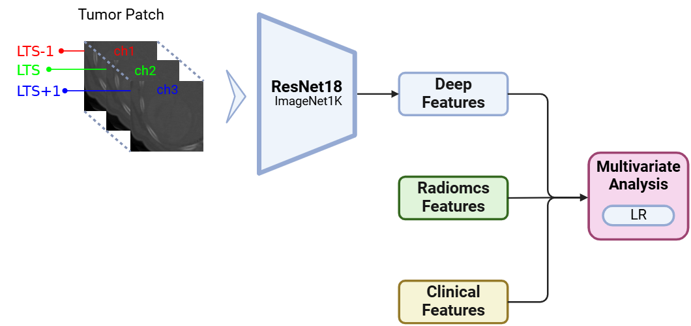 Tumor Patch
LTS-1
ch1
LTS
ch2
LTS+1
ch3
ResNet18
ImageNet1K
Deep
Features
Radiomcs
Features
Clinical
Features
Multivariate
Analysis
LR